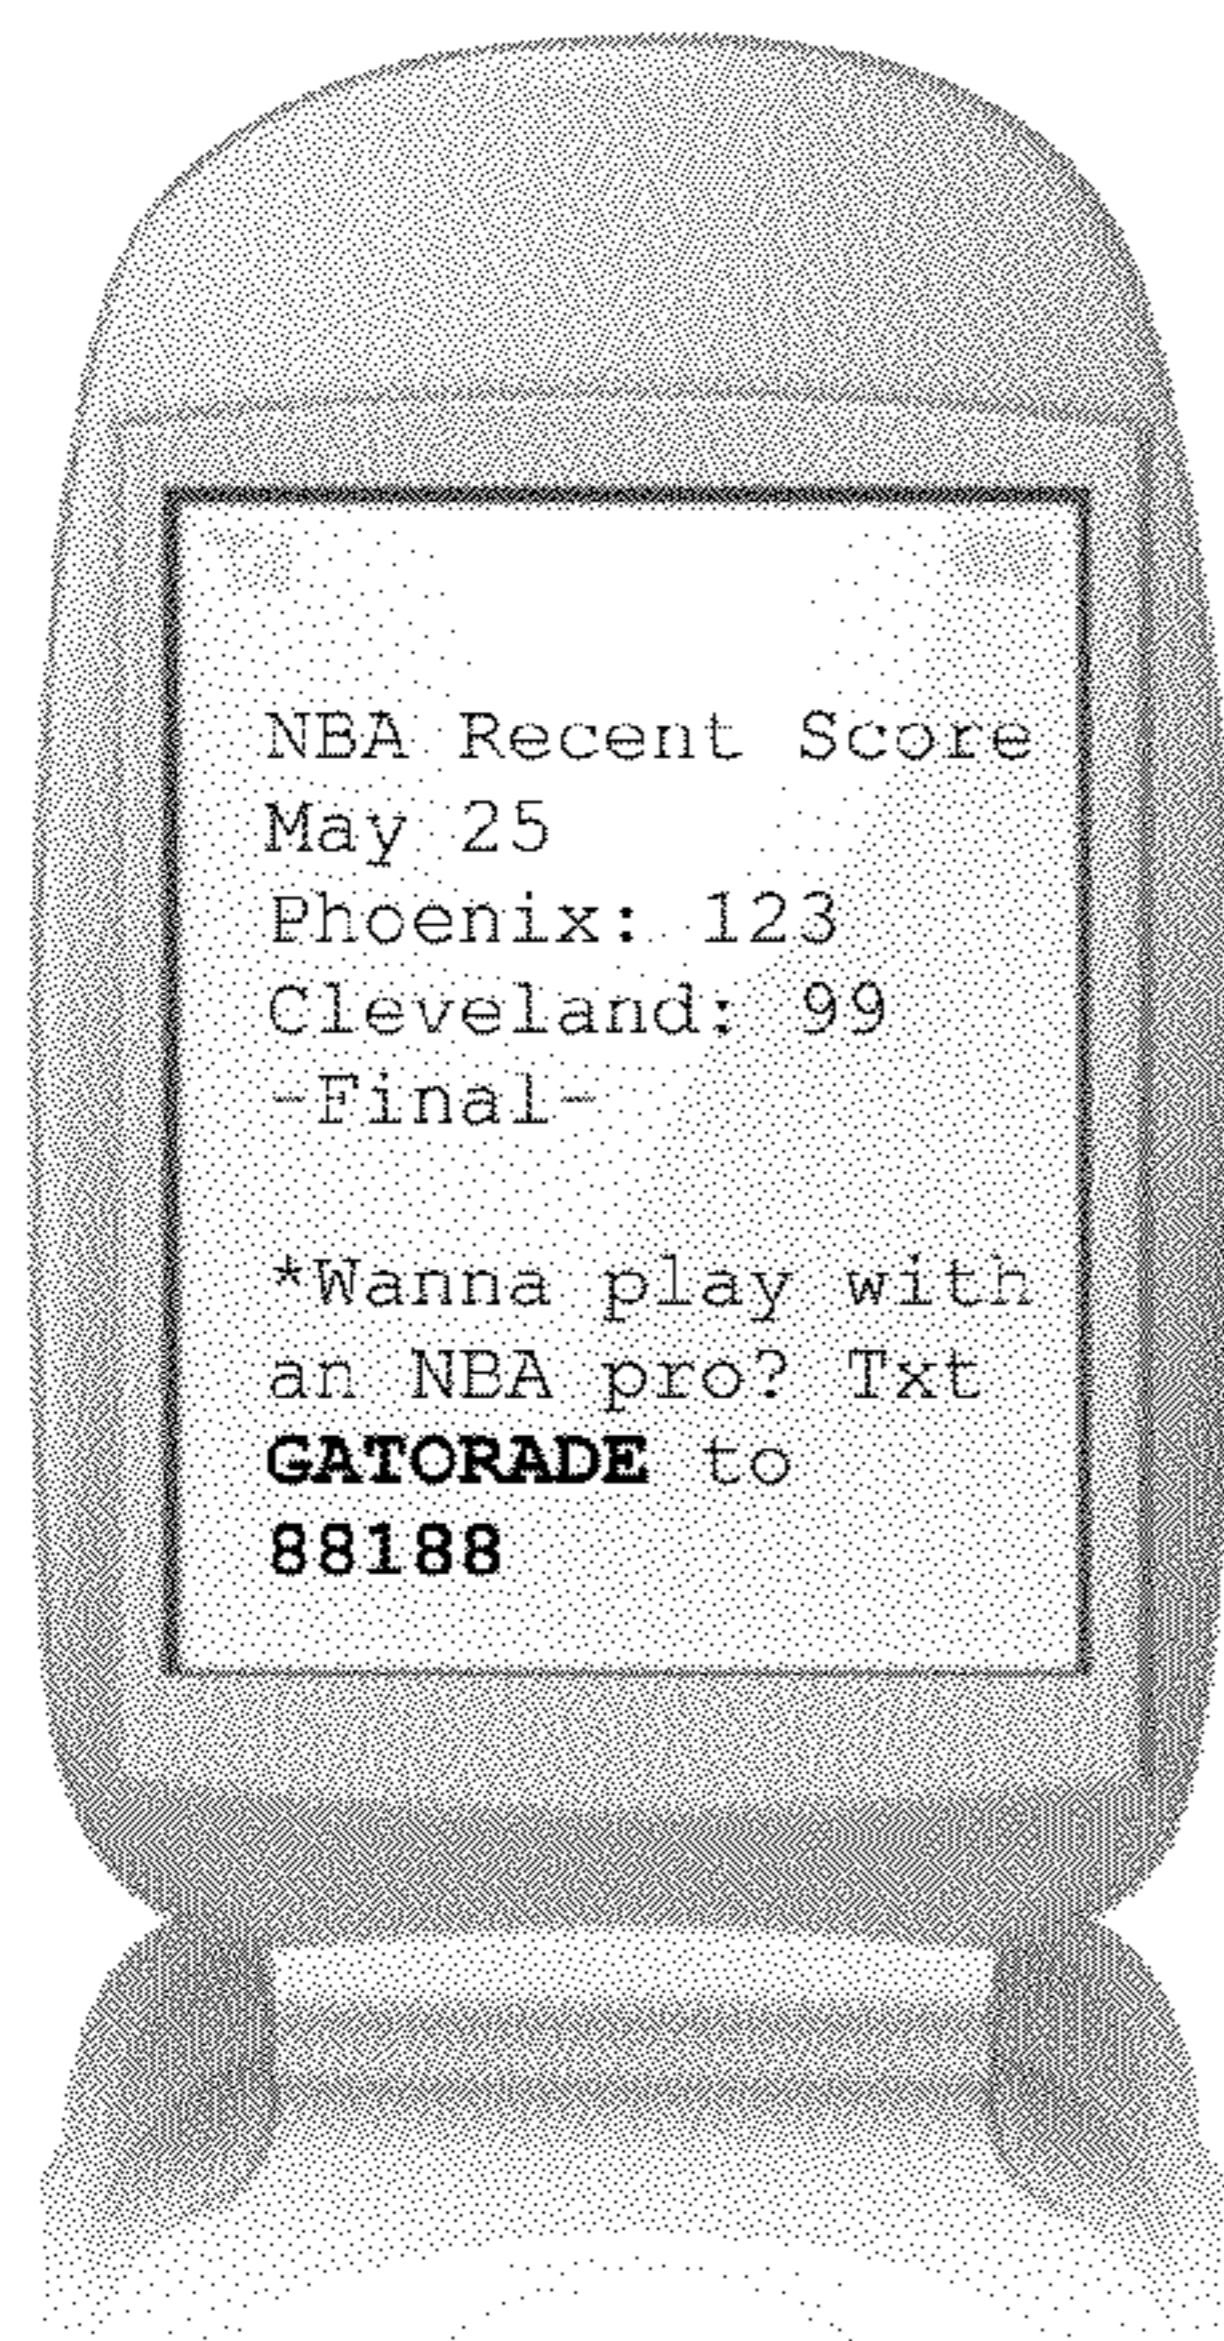 NBA Recent Score
May 25
Phoenix: 123
Cleveland: 99
-Final-
*Wanna play with
an NBA pro? Txt
GATORADE to
88188